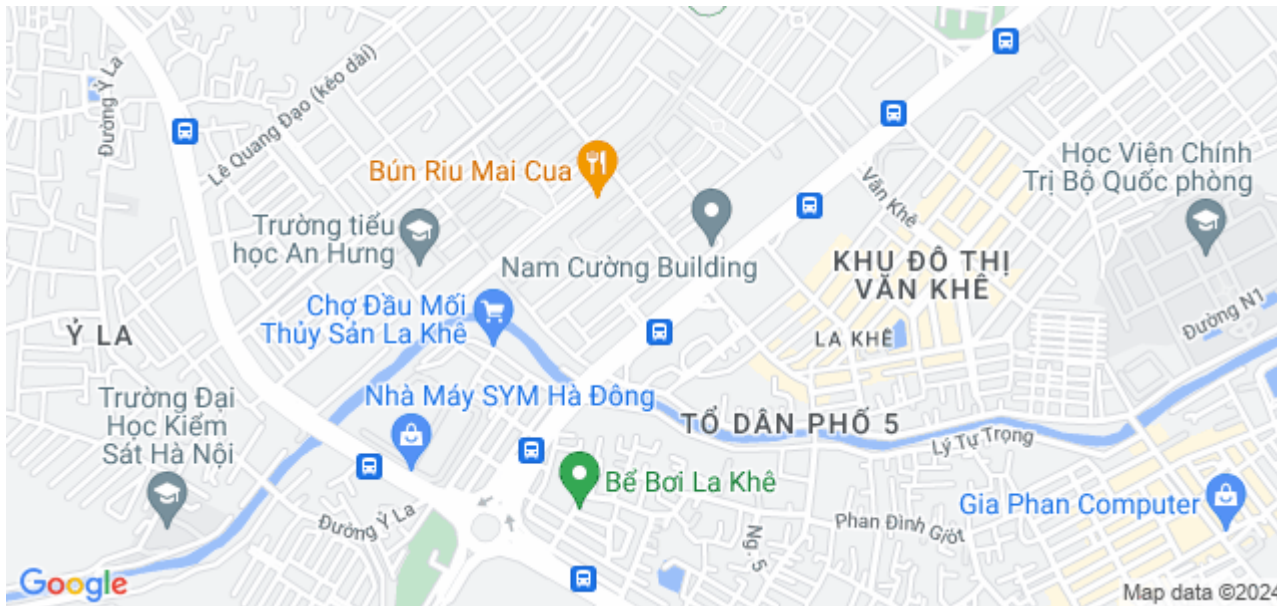 Đường Ỳ La
Lê Quang Đạo (kéo dài)
Bún Riu Mai Cua
Văn Khê
Học Viện Chính
Trị Bộ Quốc phòng
Trường tiểu
học An Hưng
Nam Cường Building
KHU ĐÔ THỊ
VĂN KHÊ
Chợ Đầu Mối
Thủy Sản La Khê
Đường N1
Ỷ LA
LA KHÊ
Nhà Máy SYM Hà Đông
Trường Đại
Học Kiểm
Sát Hà Nội
TỔ DÂN PHỐ 5
Lý Tự Trọng
Bể Bơi La Khê
Gia Phan Computer
Đường Ỷ La
Phan Đình Giót
Ng. 5
Google
Map data ©2024